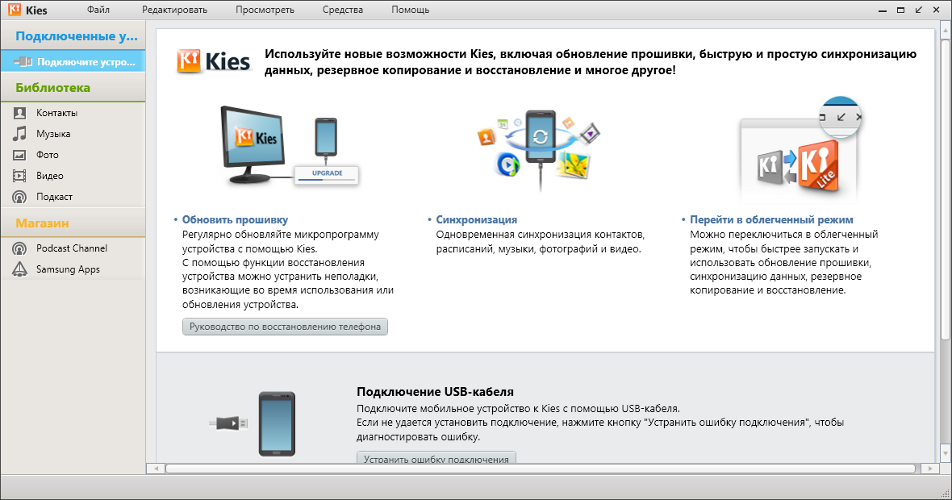 Ki Kies Файл Редактировать Просмотреть Средства Помощь
Подключенные у...
Подключите устро...
Библиотека
Контакты
Музыка
Фото
Видео
Подкаст
Магазин
Podcast Channel
Samsung Apps
Ki Kies
Используйте новые возможности Kies, включая обновление прошивки, быструю и простую синхронизацию
данных, резервное копирование и восстановление и многое другое!
Ki Kies
UPGRADE
Ki
Ki
Lite
• Обновить прошивку
Регулярно обновляйте микропрограмму
устройства с помощью Kies.
С помощью функции восстановления
устройства можно устранить неполадки,
возникающие во время использования или
обновления устройства.
Руководство по восстановлению телефона
• Синхронизация
Одновременная синхронизация контактов,
расписаний, музыки, фотографий и видео.
• Перейти в облегченный режим
Можно переключиться в облегченный
режим, чтобы быстрее запускать и
использовать обновление прошивки,
синхронизацию данных, резервное
копирование и восстановление.
Подключение USB-кабеля
Подключите мобильное устройство к Kies с помощью USB-кабеля.
Если не удается установить подключение, нажмите кнопку "Устранить ошибку подключения", чтобы
диагностировать ошибку.
Устранить ошибку подключения